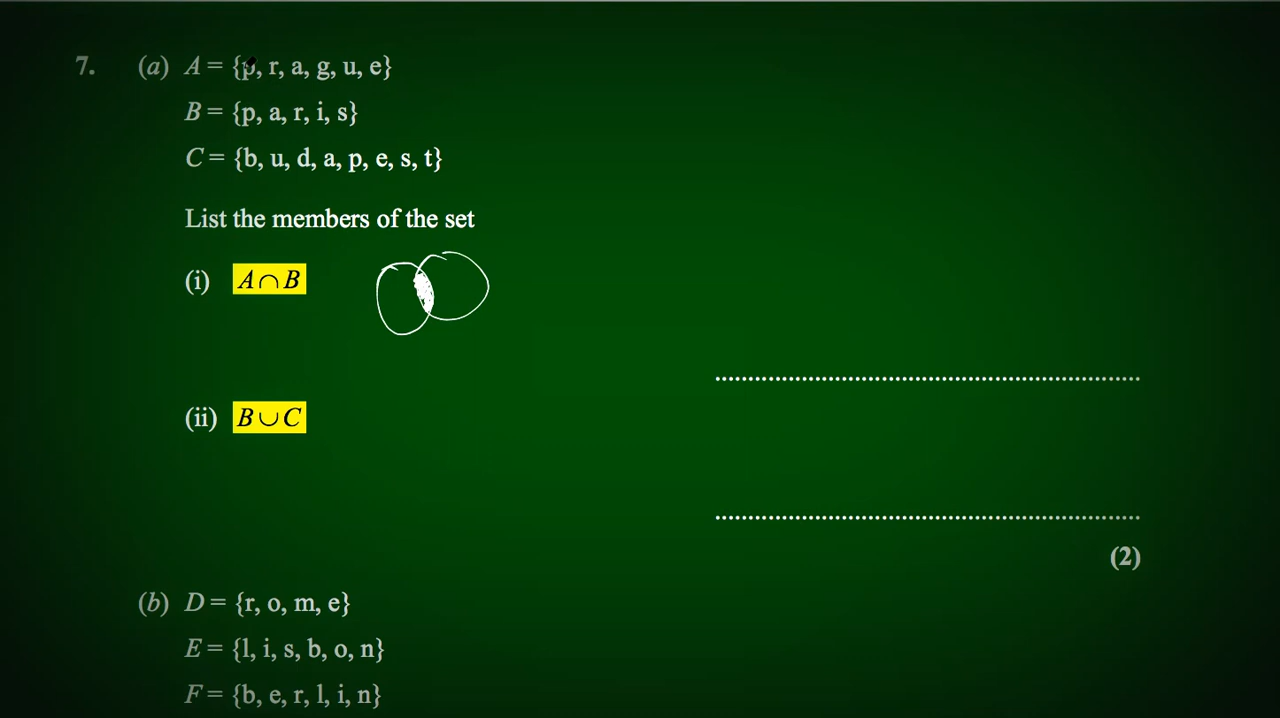 7. (a) A = {p, r, a, g, u, e}
B = {p, a, r, i, s}
C = {b, u, d, a, p, e, s, t}
List the members of the set
(i) A ∩ B
(ii) B ∪ C
(2)
(b) D = {r, o, m, e}
E = {l, i, s, b, o, n}
F = {b, e, r, l, i, n}